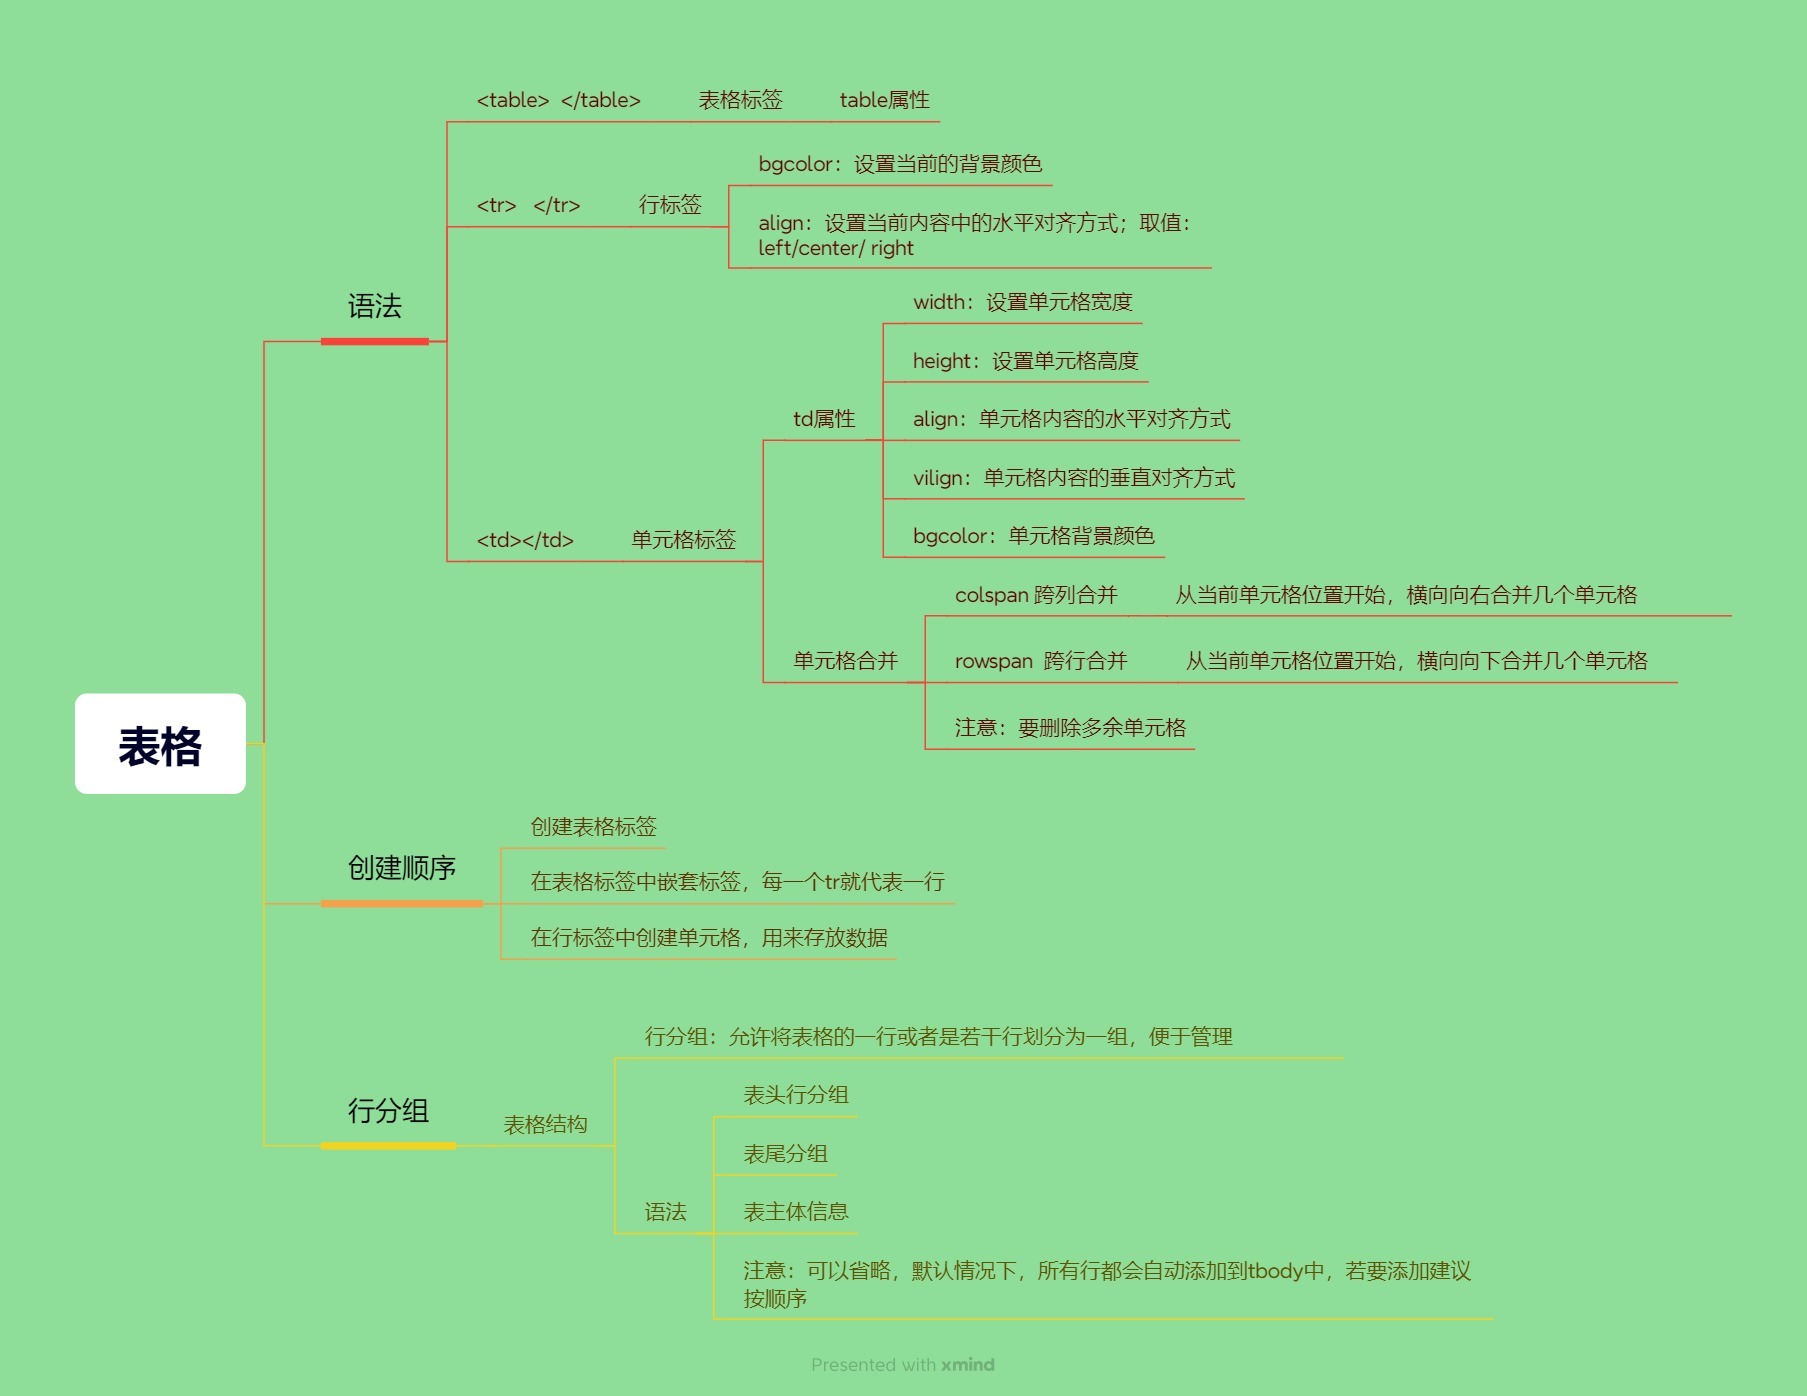 <table>  </table>
表格标签
table属性
bgcolor：设置当前的背景颜色
<tr>   </tr>
行标签
align：设置当前内容中的水平对齐方式；取值：
left/center/ right
语法
width：设置单元格宽度
height：设置单元格高度
td属性
align：单元格内容的水平对齐方式
vilign：单元格内容的垂直对齐方式
<td></td>
单元格标签
bgcolor：单元格背景颜色
colspan 跨列合并
从当前单元格位置开始，横向向右合并几个单元格
单元格合并
rowspan  跨行合并
从当前单元格位置开始，横向向下合并几个单元格
注意：要删除多余单元格
表格
创建表格标签
创建顺序
在表格标签中嵌套标签，每一个tr就代表一行
在行标签中创建单元格，用来存放数据
行分组：允许将表格的一行或者是若干行划分为一组，便于管理
行分组
表格结构
表头行分组
表尾分组
语法
表主体信息
注意：可以省略，默认情况下，所有行都会自动添加到tbody中，若要添加建议
按顺序
Presented with xmind